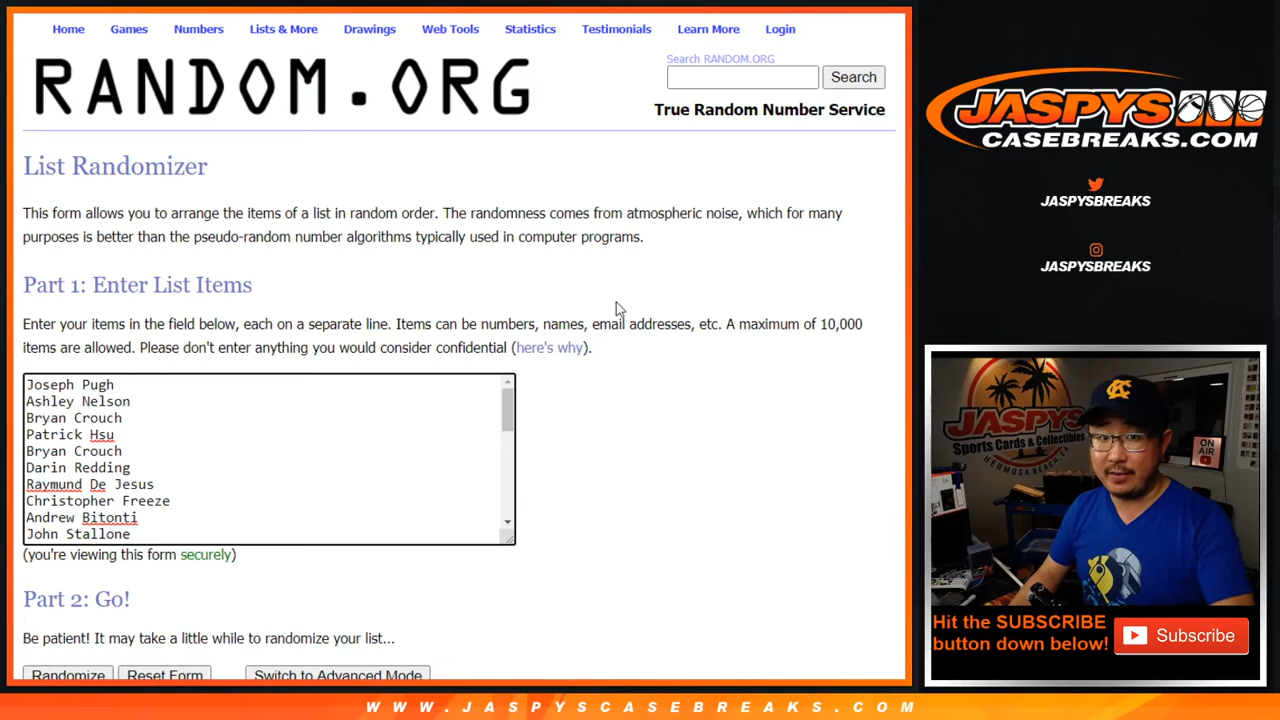 Home Games Numbers Lists & More Drawings Web Tools Statistics Testimonials Learn More Login
RANDOM.ORG
Search RANDOM.ORG
Search
True Random Number Service
List Randomizer
This form allows you to arrange the items of a list in random order. The randomness comes from atmospheric noise, which for many
purposes is better than the pseudo-random number algorithms typically used in computer programs.
Part 1: Enter List Items
Enter your items in the field below, each on a separate line. Items can be numbers, names, email addresses, etc. A maximum of 10,000
items are allowed. Please don't enter anything you would consider confidential (here's why).
Joseph Pugh
Ashley Nelson
Bryan Crouch
Patrick Hsu
Bryan Crouch
Darin Redding
Raymund De Jesus
Christopher Freeze
Andrew Bitonti
John Stallone
(you're viewing this form securely)
Part 2: Go!
Be patient! It may take a little while to randomize your list...
Randomize Reset Form Switch to Advanced Mode
JASPYS
CASEBREAKS.COM
JASPYSBREAKS
JASPYSBREAKS
JASPYS
Sports Cards & Collectibles
HERMOSA BEACH, CA
ON
AIR
Hit the SUBSCRIBE
button down below!
Subscribe
WWW.JASPYSCASEBREAKS.COM